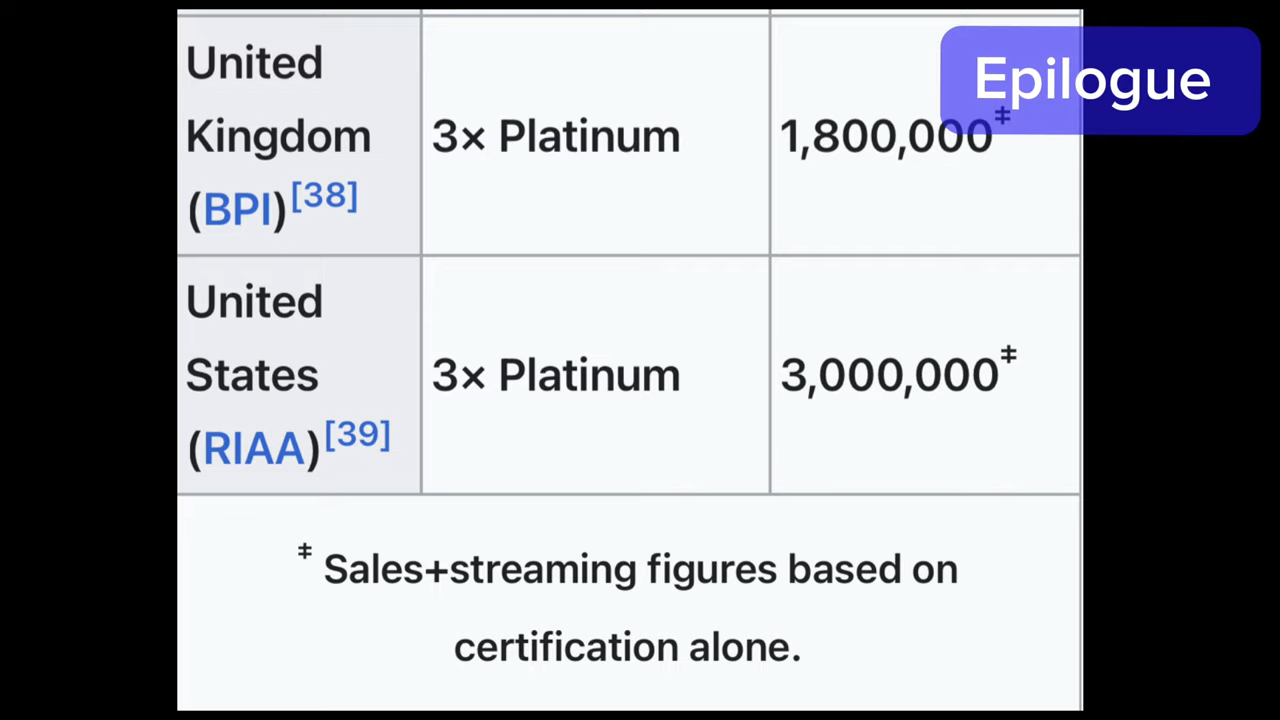 Epilogue
United
Kingdom
(BPI)[38]
3× Platinum
1,800,000‡
United
States
(RIAA)[39]
3× Platinum
3,000,000‡
‡ Sales+streaming figures based on
certification alone.